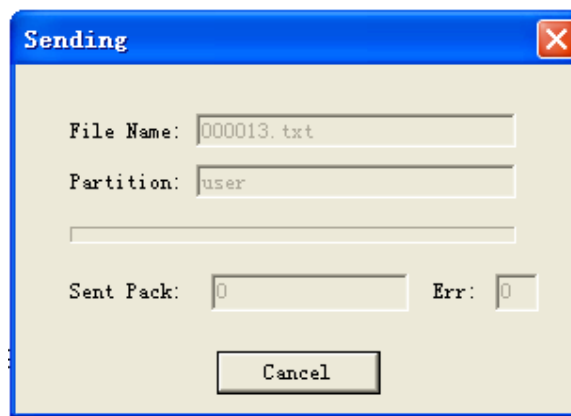 Sending
File Name: 000013.txt
Partition: user
Sent Pack: 0 Err: 0
Cancel